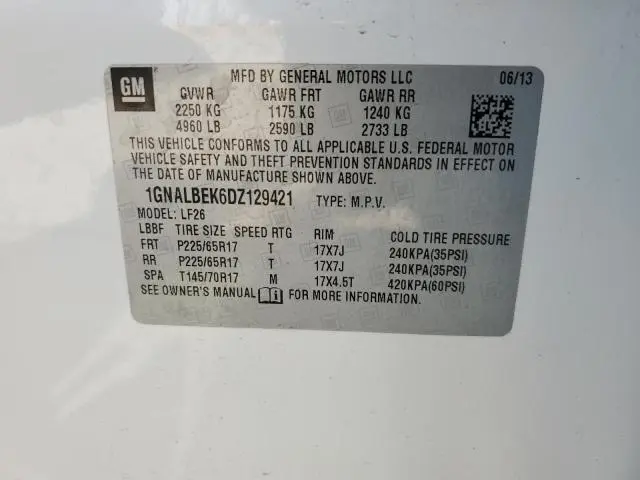 GM
MFD BY GENERAL MOTORS LLC 06/13
GVWR GAWR FRT GAWR RR
2250 KG 1175 KG 1240 KG
4960 LB 2590 LB 2733 LB
THIS VEHICLE CONFORMS TO ALL APPLICABLE U.S. FEDERAL MOTOR
VEHICLE SAFETY AND THEFT PREVENTION STANDARDS IN EFFECT ON
THE DATE OF MANUFACTURE SHOWN ABOVE.
1GNALBEK6DZ129421 TYPE: M.P.V.
MODEL: LF26
LBBF TIRE SIZE SPEED RTG RIM COLD TIRE PRESSURE
FRT P225/65R17 T 17X7J 240KPA(35PSI)
RR P225/65R17 T 17X7J 240KPA(35PSI)
SPA T145/70R17 M 17X4.5T 420KPA(60PSI)
SEE OWNER'S MANUAL FOR MORE INFORMATION.